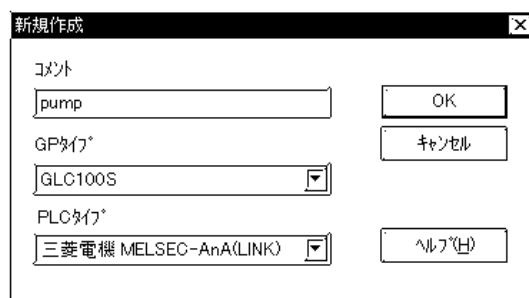 新規作成
ｺﾒﾝﾄ
pump
OK
GPﾀｲﾌﾟ
ｷｬﾝｾﾙ
GLC100S
PLCﾀｲﾌﾟ
三菱電機 MELSEC-AnA(LINK)
ﾍﾙﾌﾟ(H)